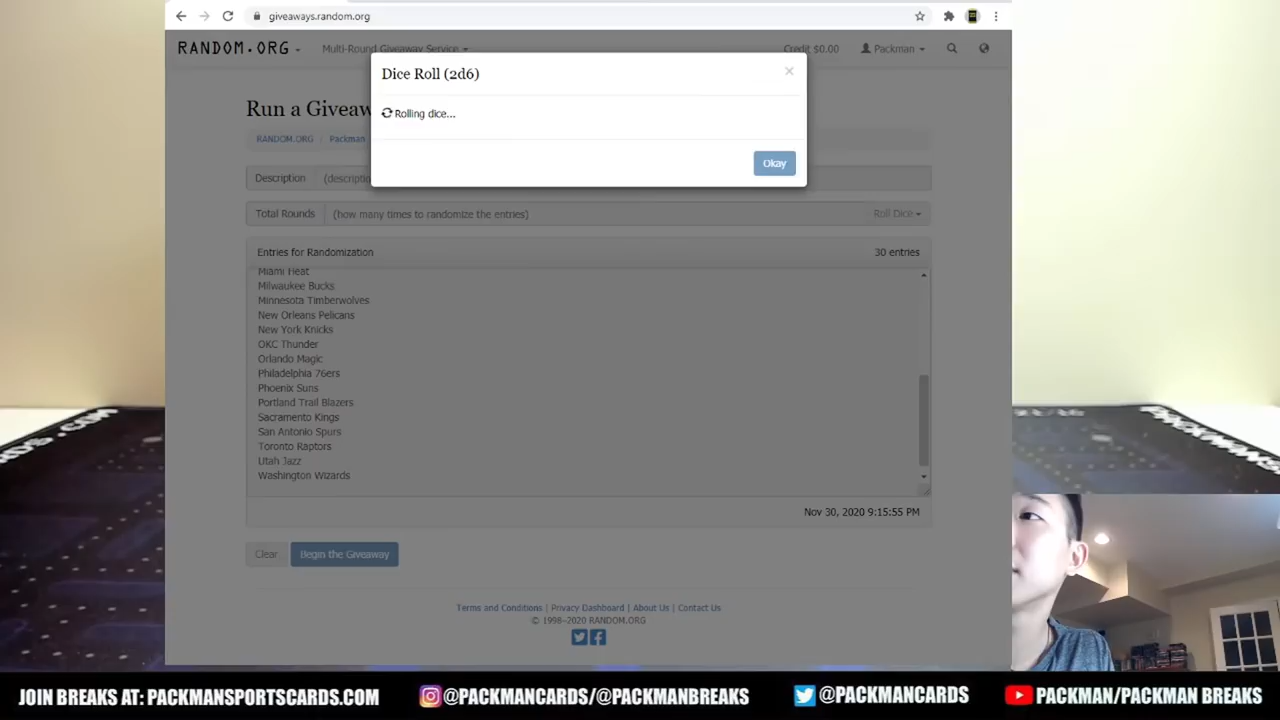 giveaways.random.org
RANDOM.ORG Multi-Round Giveaway Service Credit $0.00 Packman
Dice Roll (2d6) ×
Rolling dice...
Okay
Run a Giveaw
RANDOM.ORG / Packman
Description (descriptio
Total Rounds (how many times to randomize the entries) Roll Dice
Entries for Randomization 30 entries
Miami Heat
Milwaukee Bucks
Minnesota Timberwolves
New Orleans Pelicans
New York Knicks
OKC Thunder
Orlando Magic
Philadelphia 76ers
Phoenix Suns
Portland Trail Blazers
Sacramento Kings
San Antonio Spurs
Toronto Raptors
Utah Jazz
Washington Wizards
Nov 30, 2020 9:15:55 PM
Clear Begin the Giveaway
Terms and Conditions | Privacy Dashboard | About Us | Contact Us
© 1998–2020 RANDOM.ORG
JOIN BREAKS AT: PACKMANSPORTSCARDS.COM @PACKMANCARDS/@PACKMANBREAKS @PACKMANCARDS PACKMAN/PACKMAN BREAKS